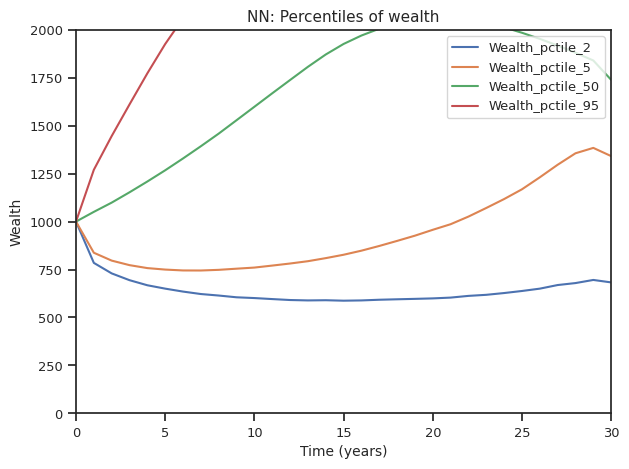 NN: Percentiles of wealth
2000
1750
1500
1250
1000
750
500
250
0
Wealth
Wealth_pctile_2
Wealth_pctile_5
Wealth_pctile_50
Wealth_pctile_95
0 5 10 15 20 25 30
Time (years)